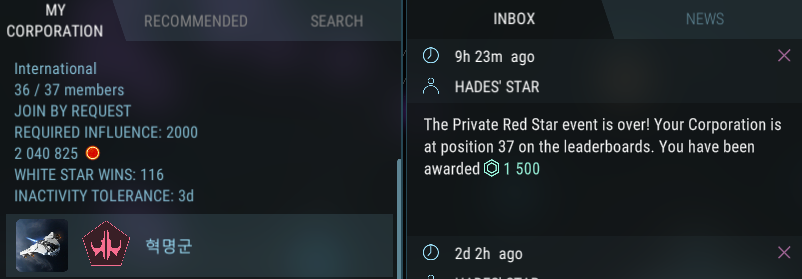 MY
CORPORATION
RECOMMENDED
SEARCH
International
36 / 37 members
JOIN BY REQUEST
REQUIRED INFLUENCE: 2000
2 040 825
WHITE STAR WINS: 116
INACTIVITY TOLERANCE: 3d
혁명군
INBOX
NEWS
9h 23m ago
HADES' STAR
The Private Red Star event is over! Your Corporation is
at position 37 on the leaderboards. You have been
awarded 1 500
2d 2h ago
HADES' STAR